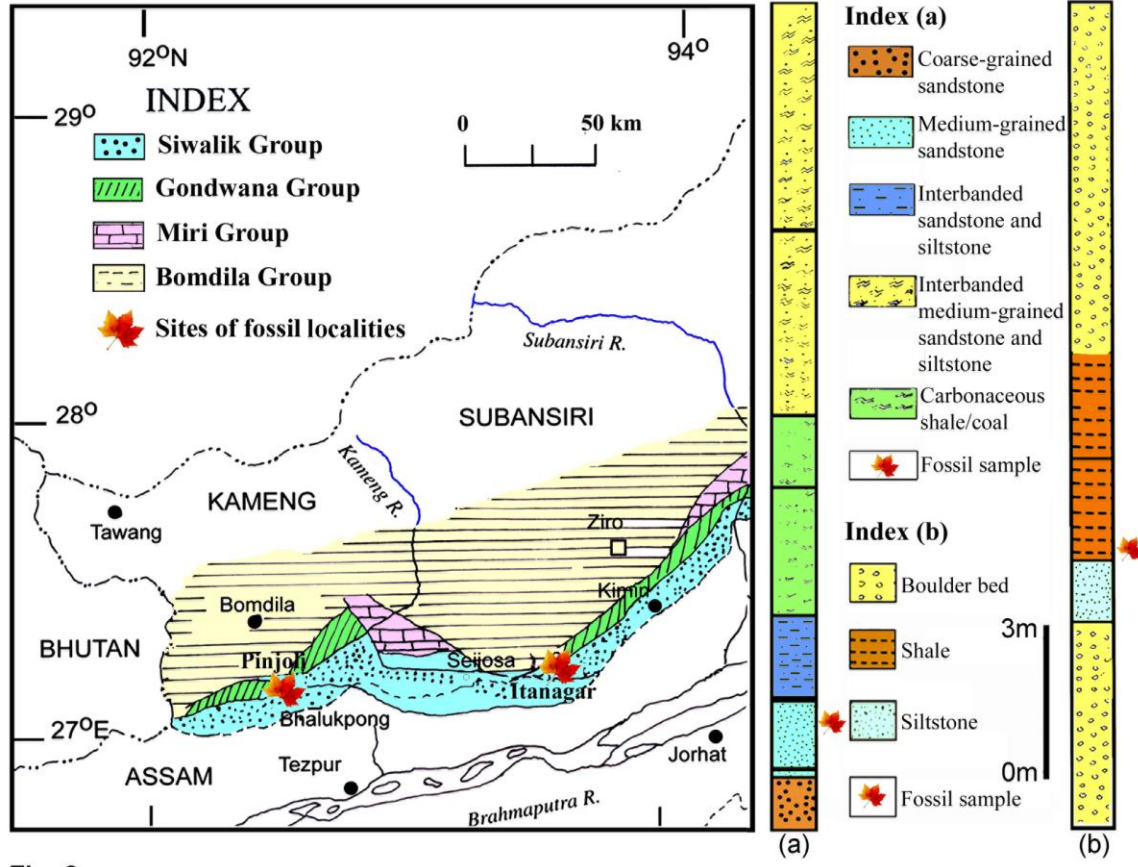 92°N
94°
INDEX
29°
0
50 km
Siwalik Group
Gondwana Group
Miri Group
Bomdila Group
Sites of fossil localities
Subansiri R.
28°
SUBANSIRI
Kameng R.
KAMENG
Tawang
Ziro
Bomdila
Kimin
BHUTAN
Pinjoli
Seijosa
Itanagar
Bhalukpong
27°E
ASSAM
Tezpur
Jorhat
Brahmaputra R.
(a)
Index (a)
Coarse-grained
sandstone
Medium-grained
sandstone
Interbanded
sandstone and
siltstone
Interbanded
medium-grained
sandstone and
siltstone
Carbonaceous
shale/coal
Fossil sample
Index (b)
Boulder bed
3m
Shale
Siltstone
0m
Fossil sample
(b)